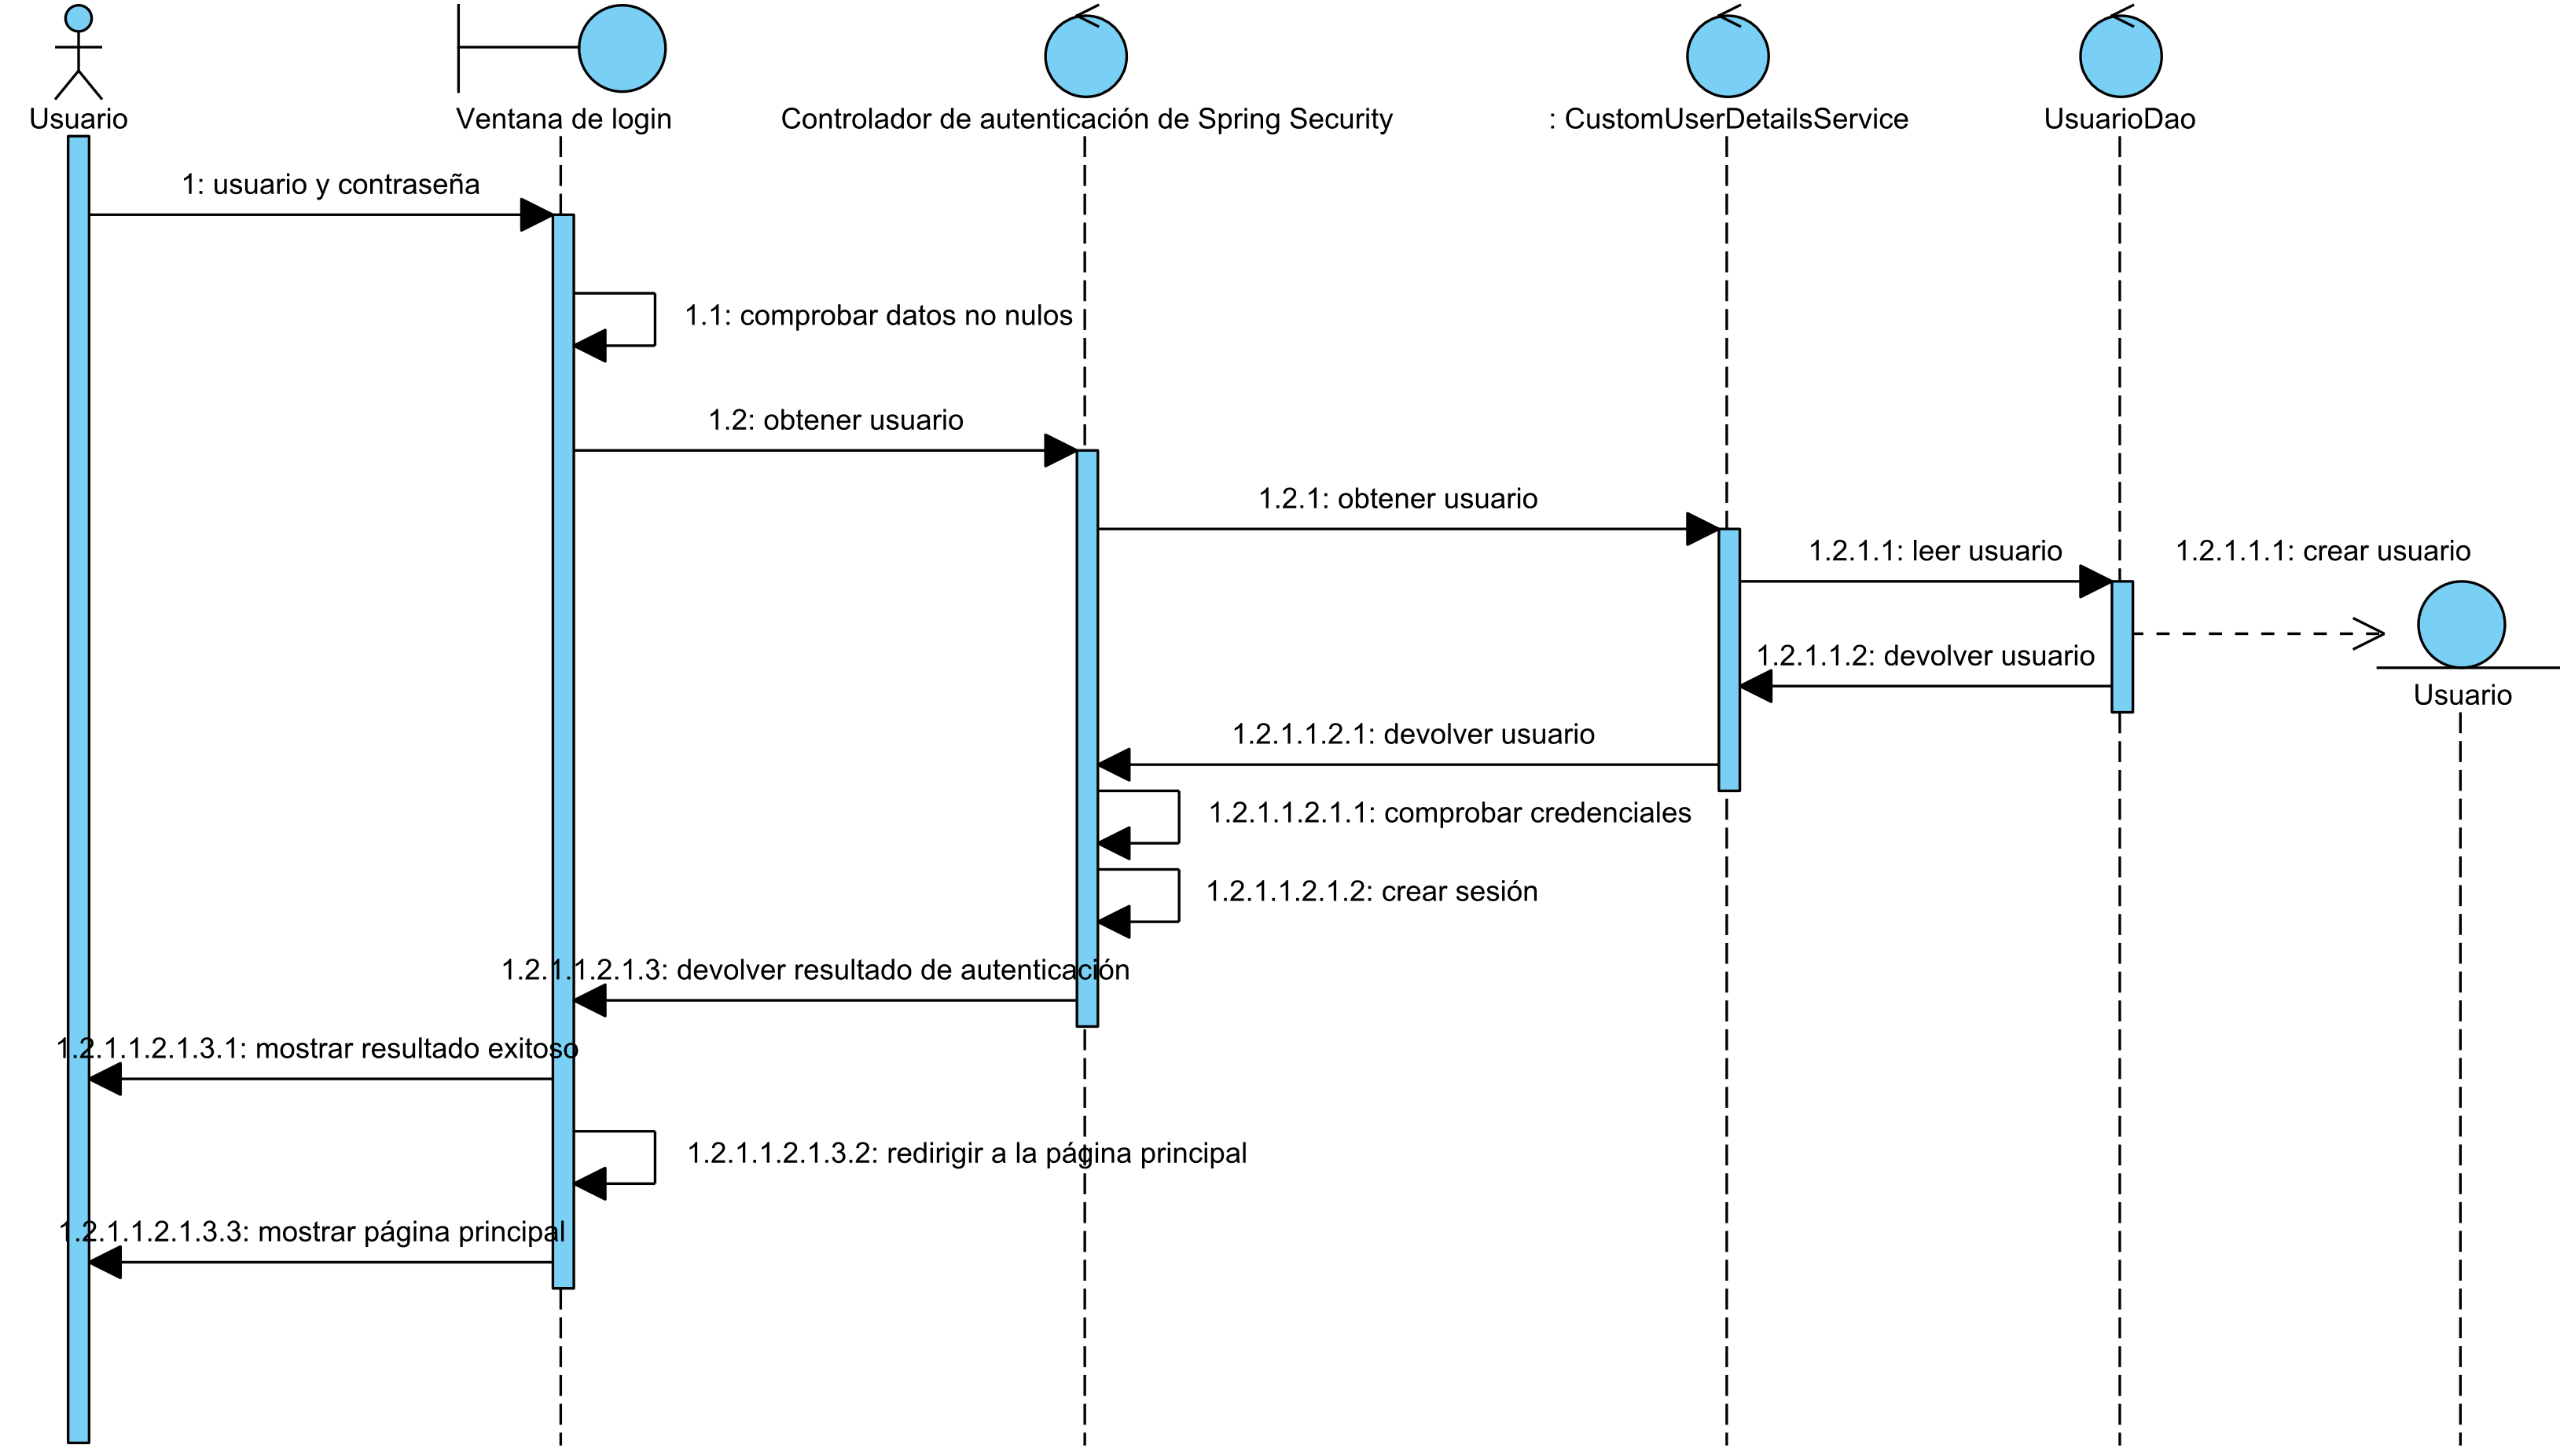 Usuario
Ventana de login
Controlador de autenticación de Spring Security
: CustomUserDetailsService
UsuarioDao
1: usuario y contraseña
1.1: comprobar datos no nulos
1.2: obtener usuario
1.2.1: obtener usuario
1.2.1.1: leer usuario
1.2.1.1.1: crear usuario
1.2.1.1.2: devolver usuario
Usuario
1.2.1.1.2.1: devolver usuario
1.2.1.1.2.1.1: comprobar credenciales
1.2.1.1.2.1.2: crear sesión
1.2.1.1.2.1.3: devolver resultado de autenticación
1.2.1.1.2.1.3.1: mostrar resultado exitoso
1.2.1.1.2.1.3.2: redirigir a la página principal
1.2.1.1.2.1.3.3: mostrar página principal